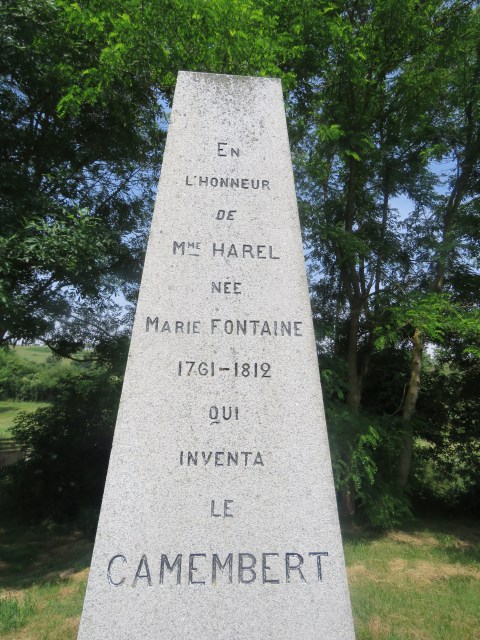 EN
L'HONNEUR
DE
MME HAREL
NÉE
MARIE FONTAINE
1761-1812
QUI
INVENTA
LE
CAMEMBERT